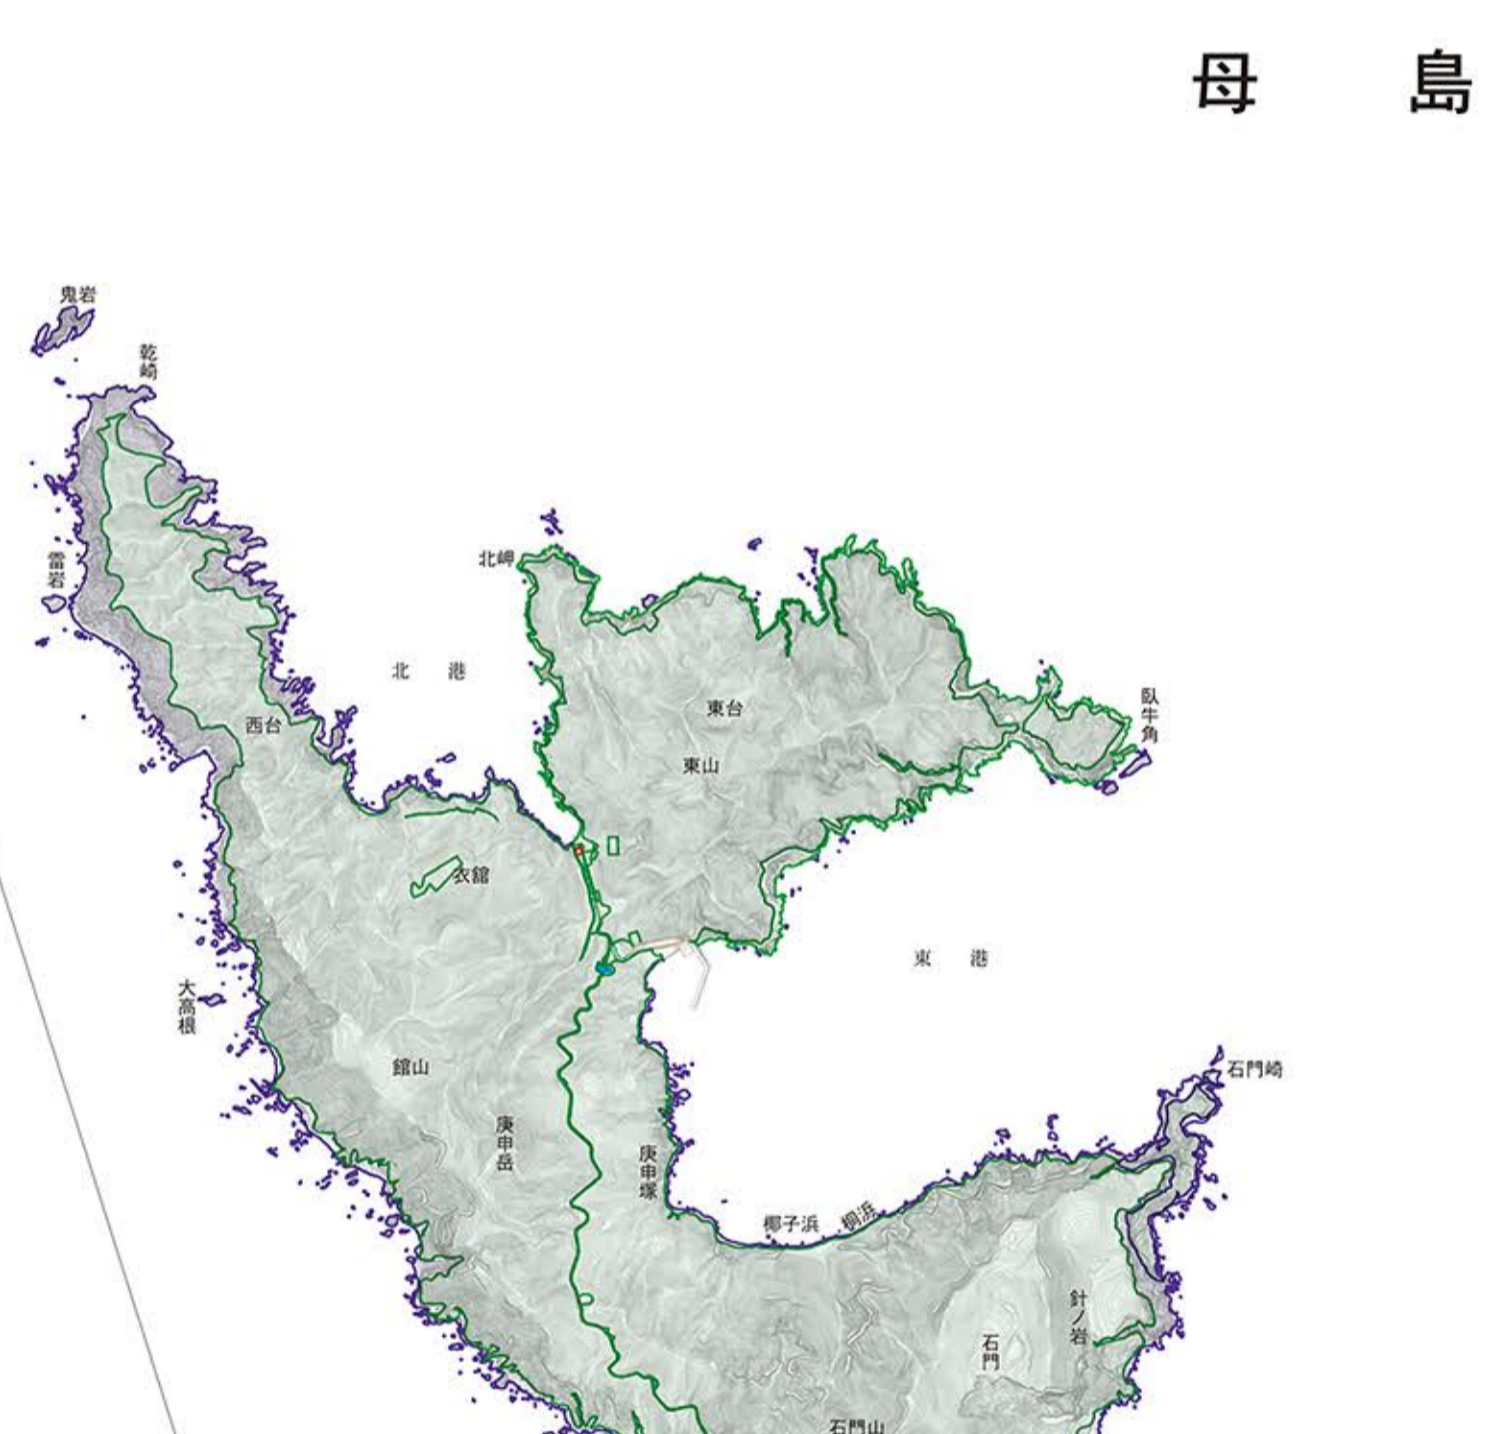 母島
鬼岩
乾崎
雷岩
北岬
北港
西台
東台
東山
臥牛角
衣舘
東港
大高根
館山
石門崎
庚申岳
庚申塚
椰子浜
桐浜
針ノ岩
石門
石門山